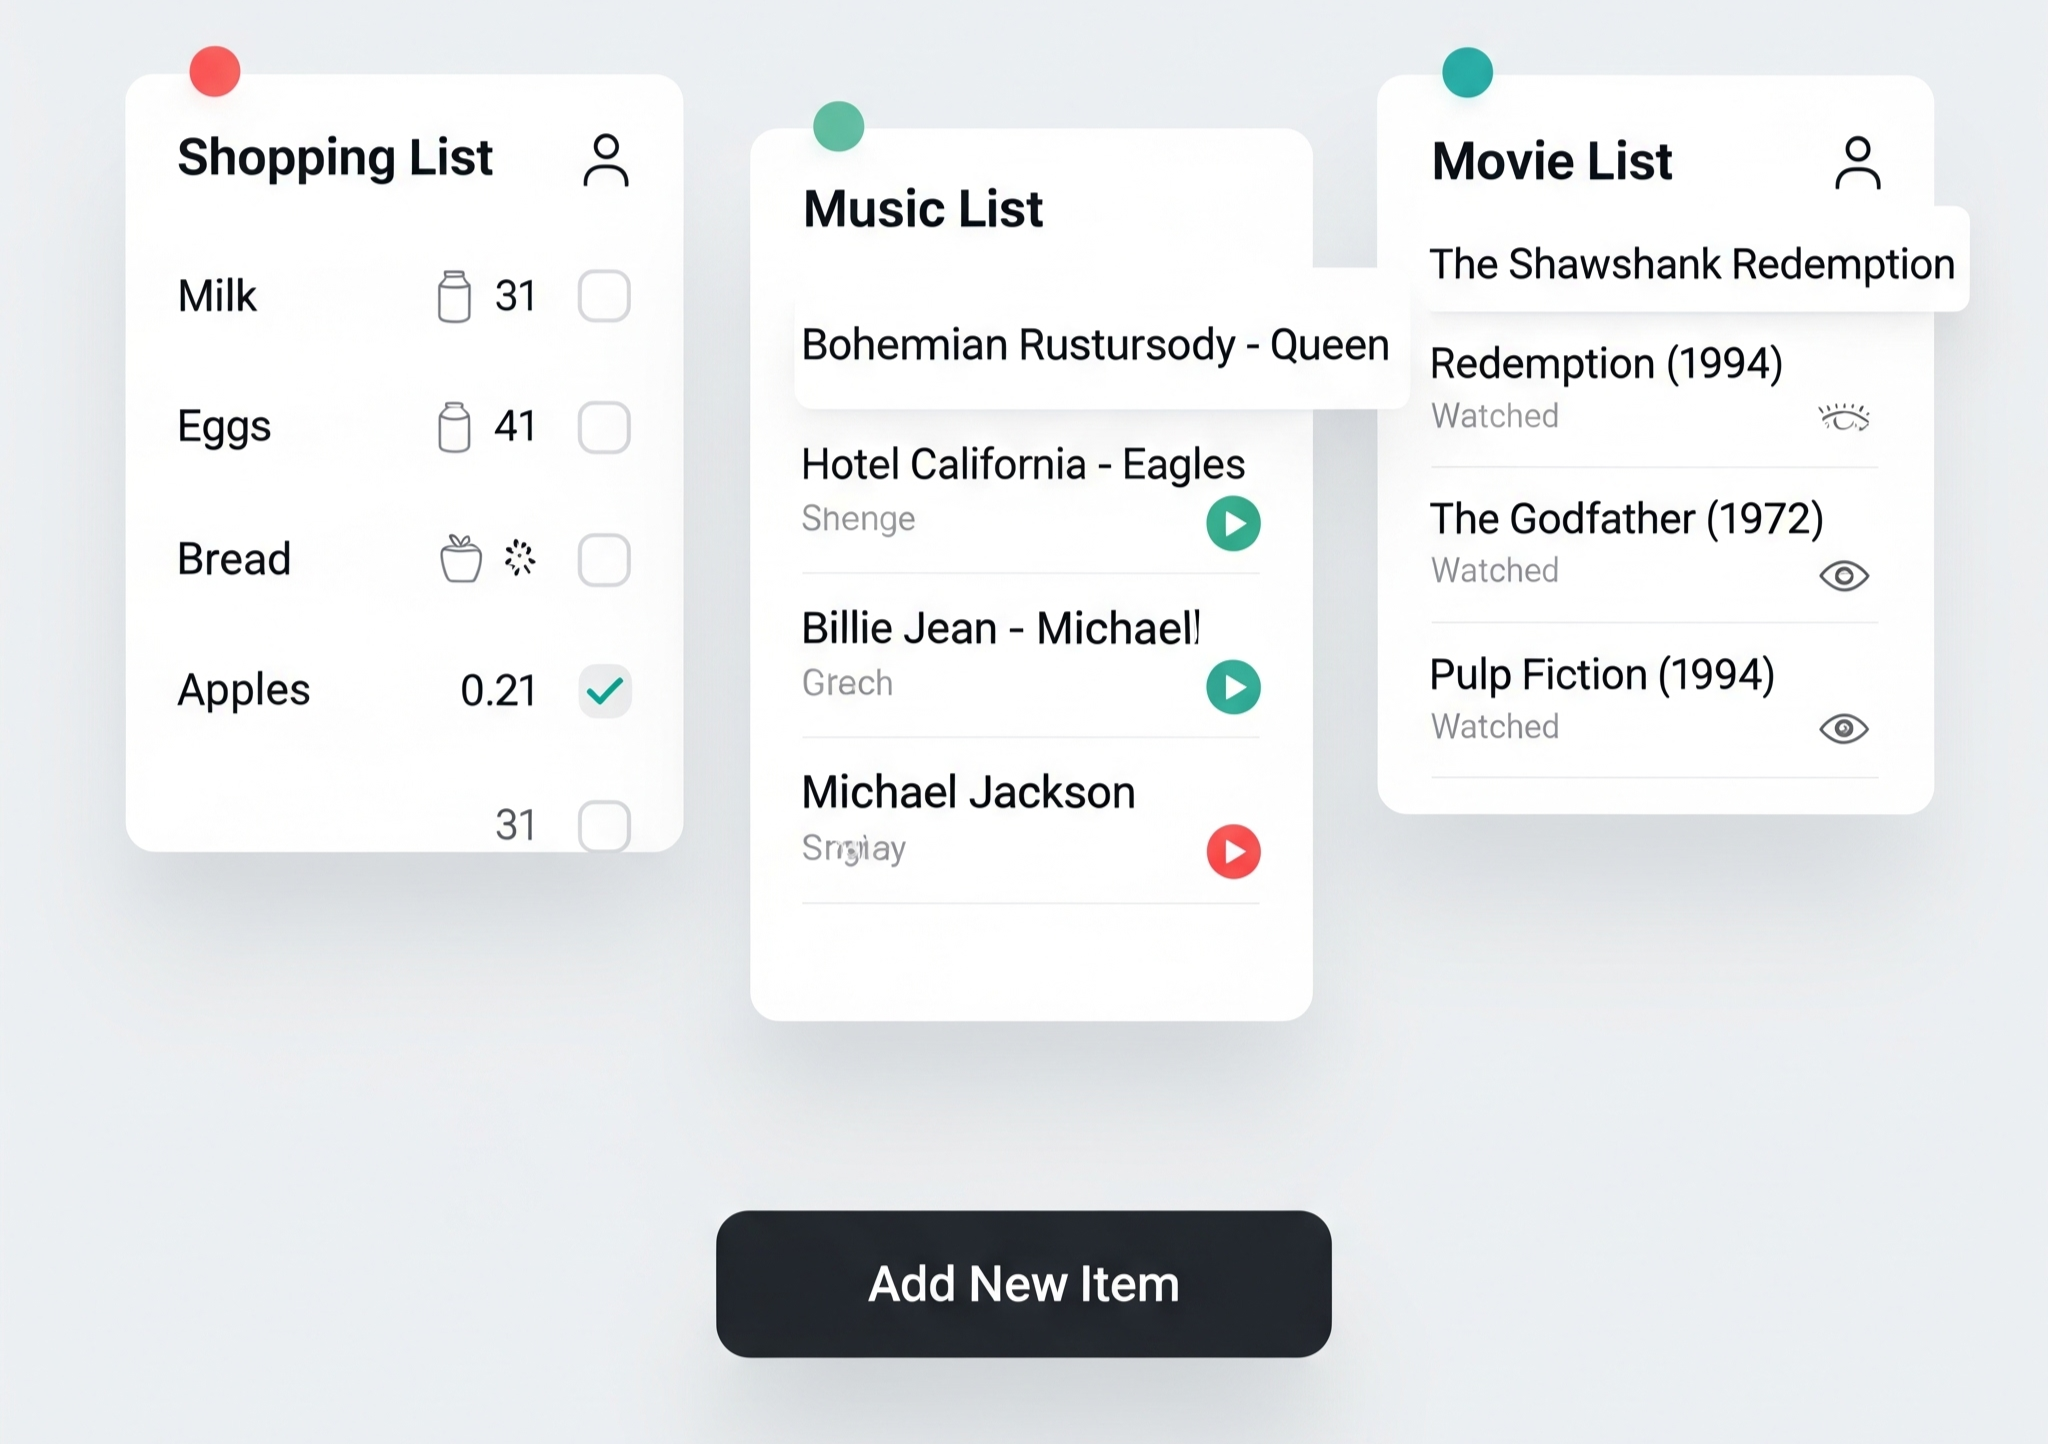 Shopping List
Milk 31
Eggs 41
Bread
Apples 0.21
31
Music List
Bohemian Rustursody - Queen
Hotel California - Eagles
Shenge
Billie Jean - Michael
Grech
Michael Jackson
Movie List
The Shawshank Redemption
Redemption (1994)
Watched
The Godfather (1972)
Watched
Pulp Fiction (1994)
Watched
Add New Item